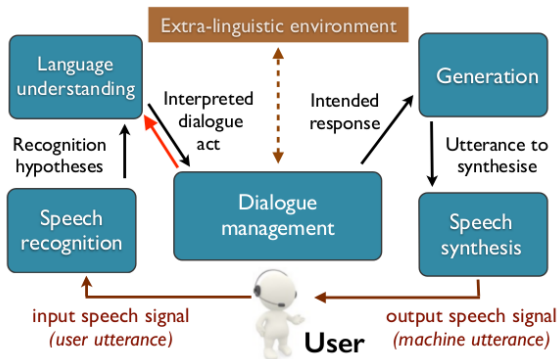 Extra-linguistic environment
Language
understanding
Generation
Interpreted
dialogue
act
Intended
response
Recognition
hypotheses
Utterance to
synthesise
Speech
recognition
Dialogue
management
Speech
synthesis
input speech signal
(user utterance)
User
output speech signal
(machine utterance)